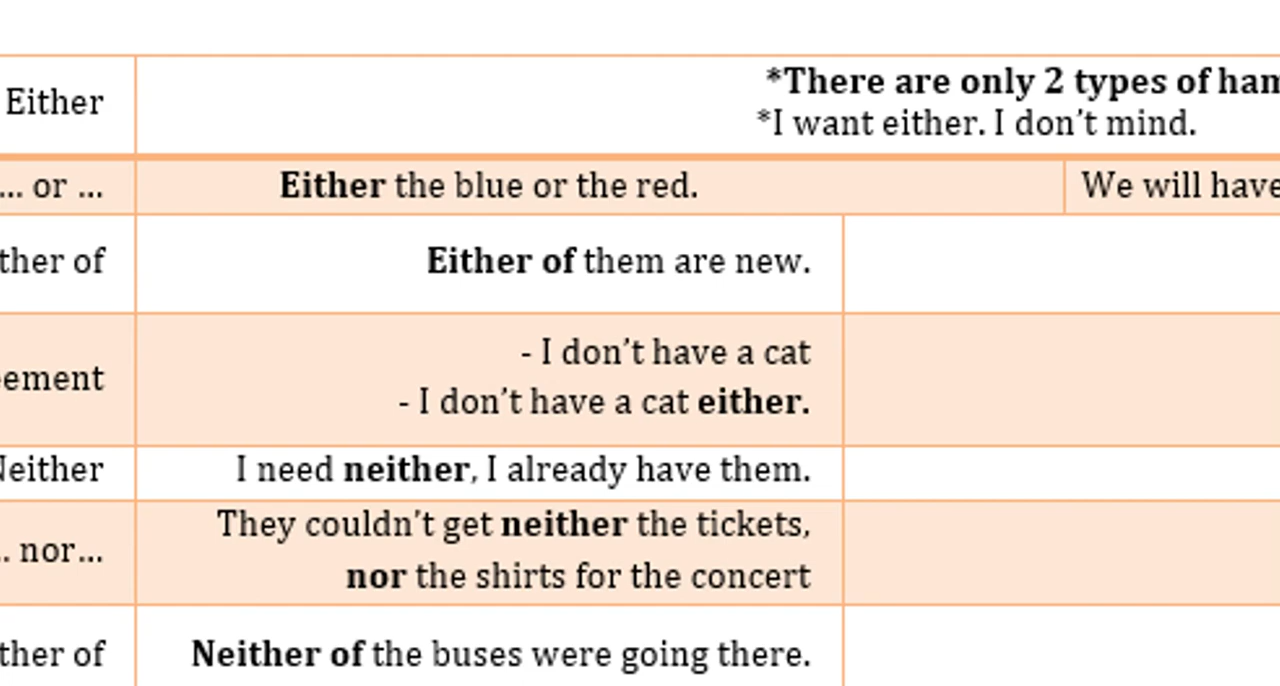 Either
*There are only 2 types of
*I want either. I don't mind.
... or ...
Either the blue or the red.
We will have
of
Either of them are new.
- I don't have a cat
- I don't have a cat either.
Neither
I need neither, I already have them.
nor...
They couldn't get neither the tickets,
nor the shirts for the concert
of
Neither of the buses were going there.